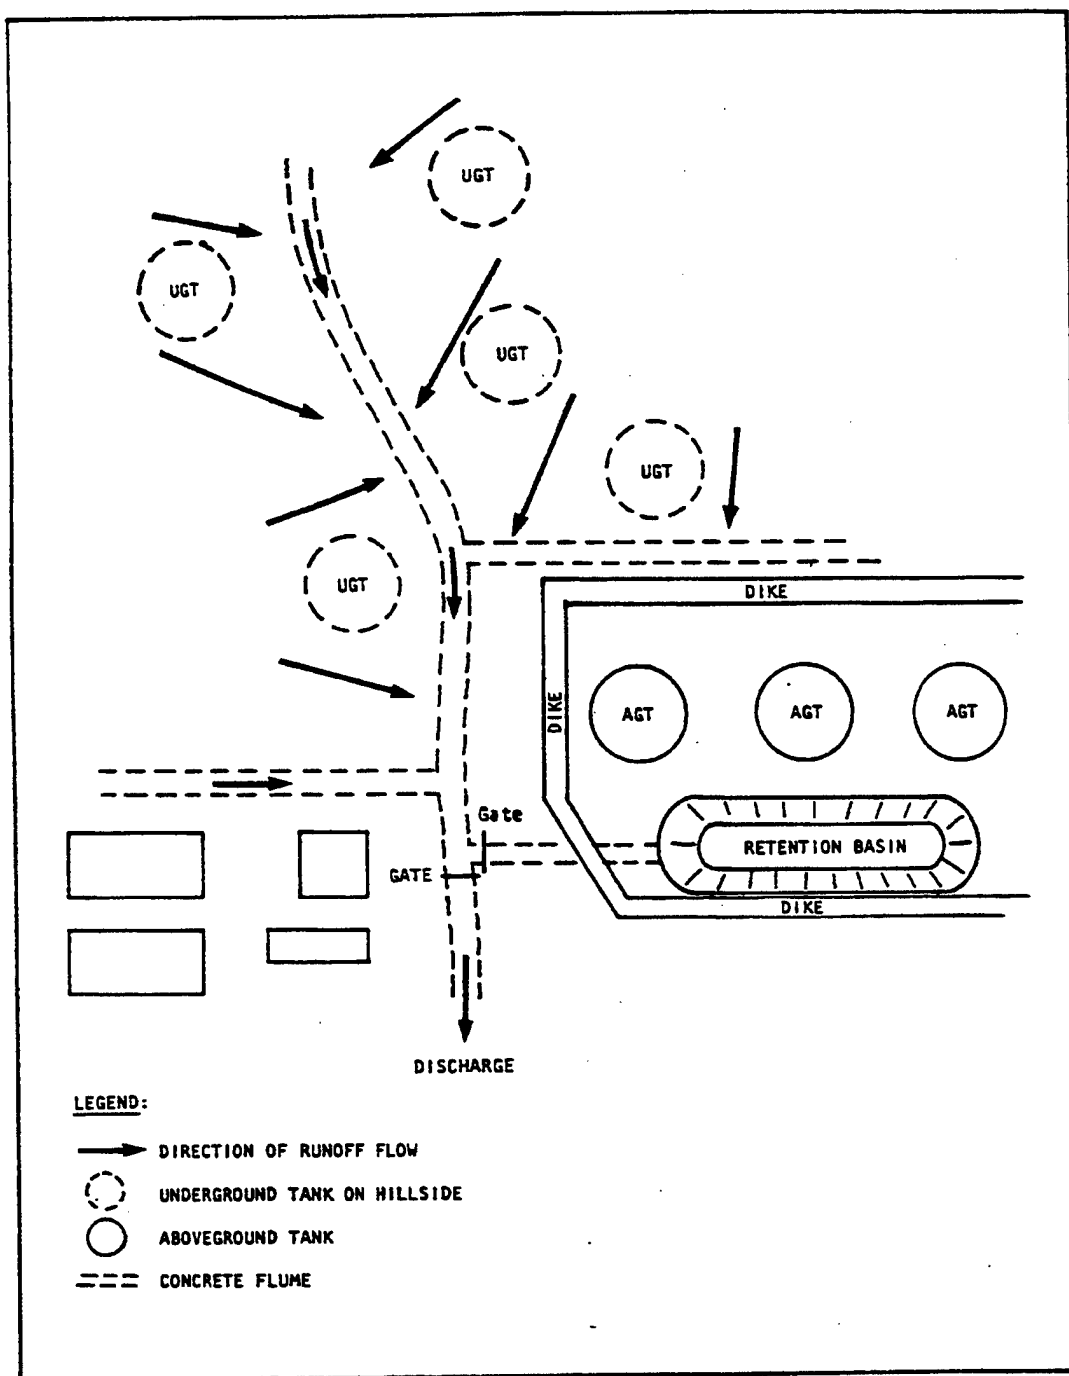 UGT
UGT
UGT
UGT
UGT
DIKE
DIKE
AGT
AGT
AGT
Gate
GATE
RETENTION BASIN
DIKE
DISCHARGE
LEGEND:
DIRECTION OF RUNOFF FLOW
UNDERGROUND TANK ON HILLSIDE
ABOVEGROUND TANK
CONCRETE FLUME